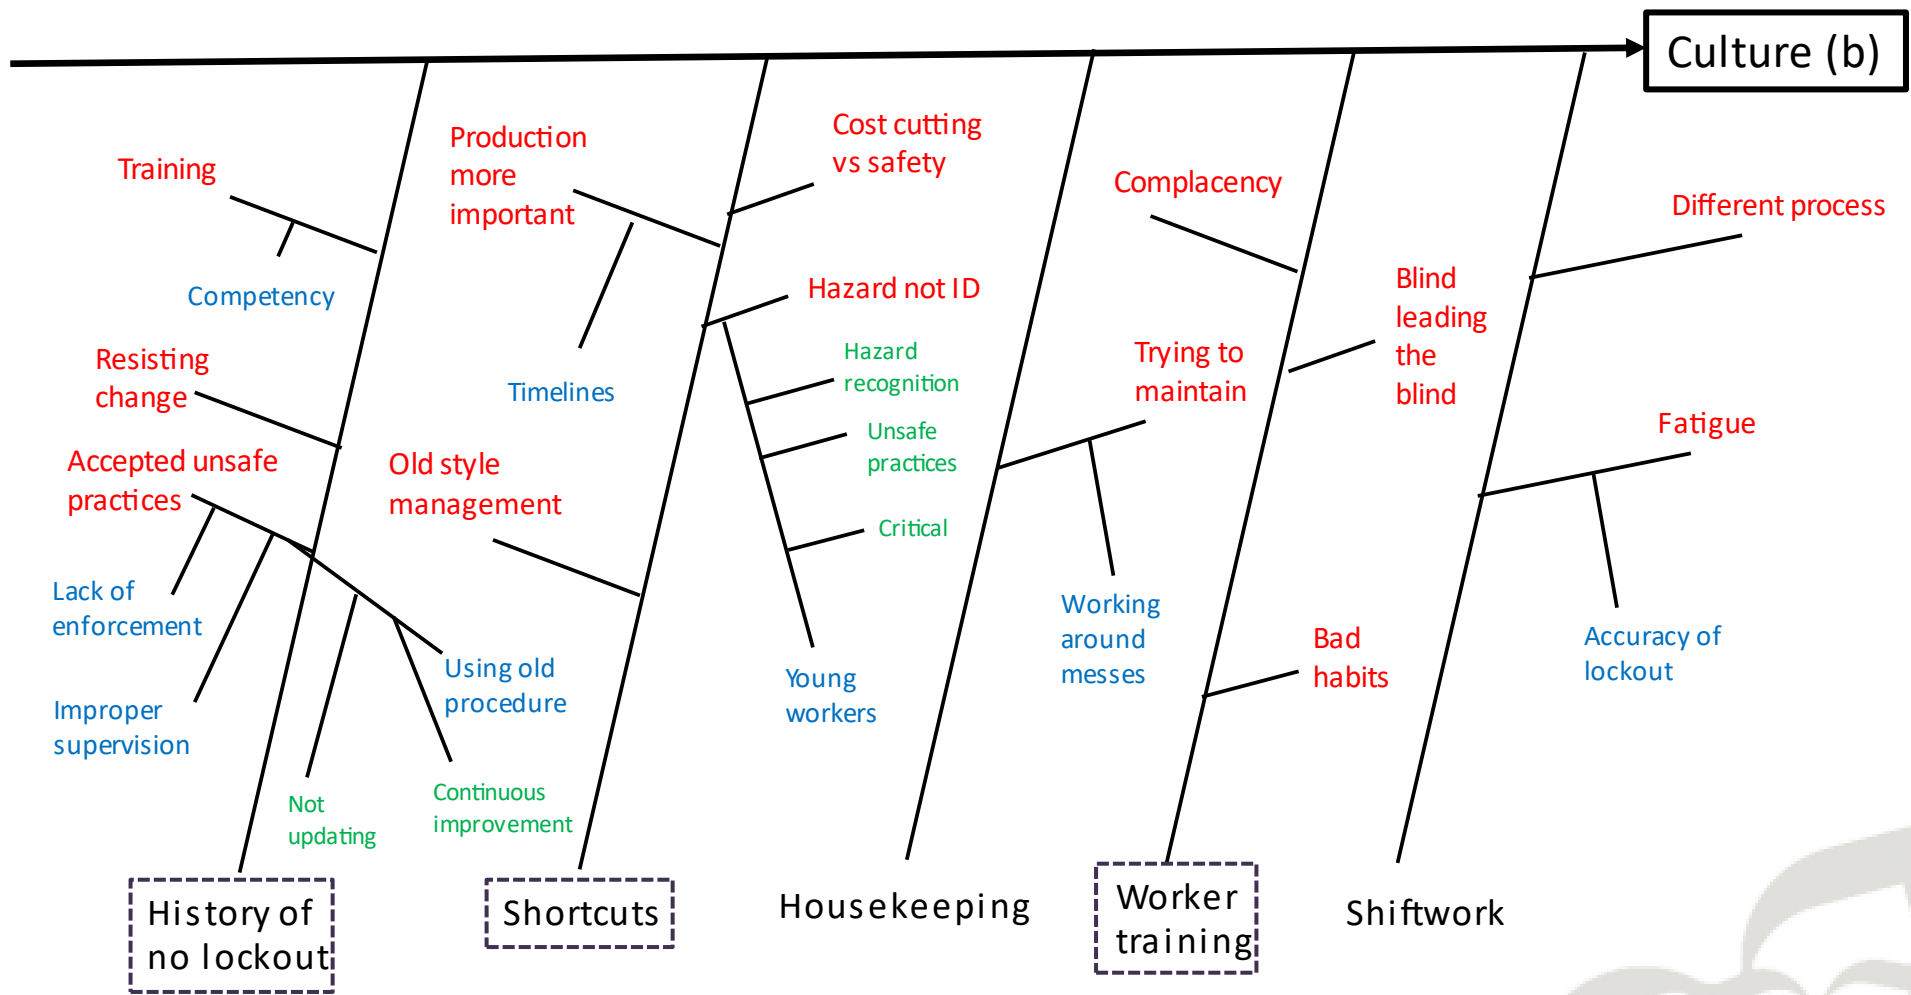 Culture (b)
Training
Competency
Resisting
change
Accepted unsafe
practices
Lack of
enforcement
Improper
supervision
Not
updating
Continuous
improvement
Using old
procedure
History of
no lockout
Production
more
important
Timelines
Old style
management
Cost cutting
vs safety
Hazard not ID
Hazard
recognition
Unsafe
practices
Critical
Young
workers
Shortcuts
Trying to
maintain
Working
around
messes
Housekeeping
Complacency
Blind
leading
the
blind
Bad
habits
Worker
training
Different process
Fatigue
Accuracy of
lockout
Shiftwork